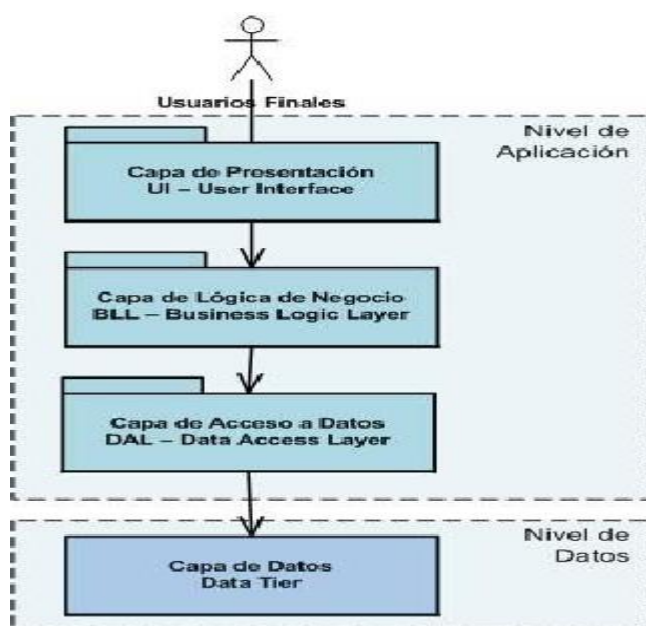 Usuarios Finales
Nivel de
Aplicación
Capa de Presentación
UI – User Interface
Capa de Lógica de Negocio
BLL – Business Logic Layer
Capa de Acceso a Datos
DAL – Data Access Layer
Nivel de
Datos
Capa de Datos
Data Tier